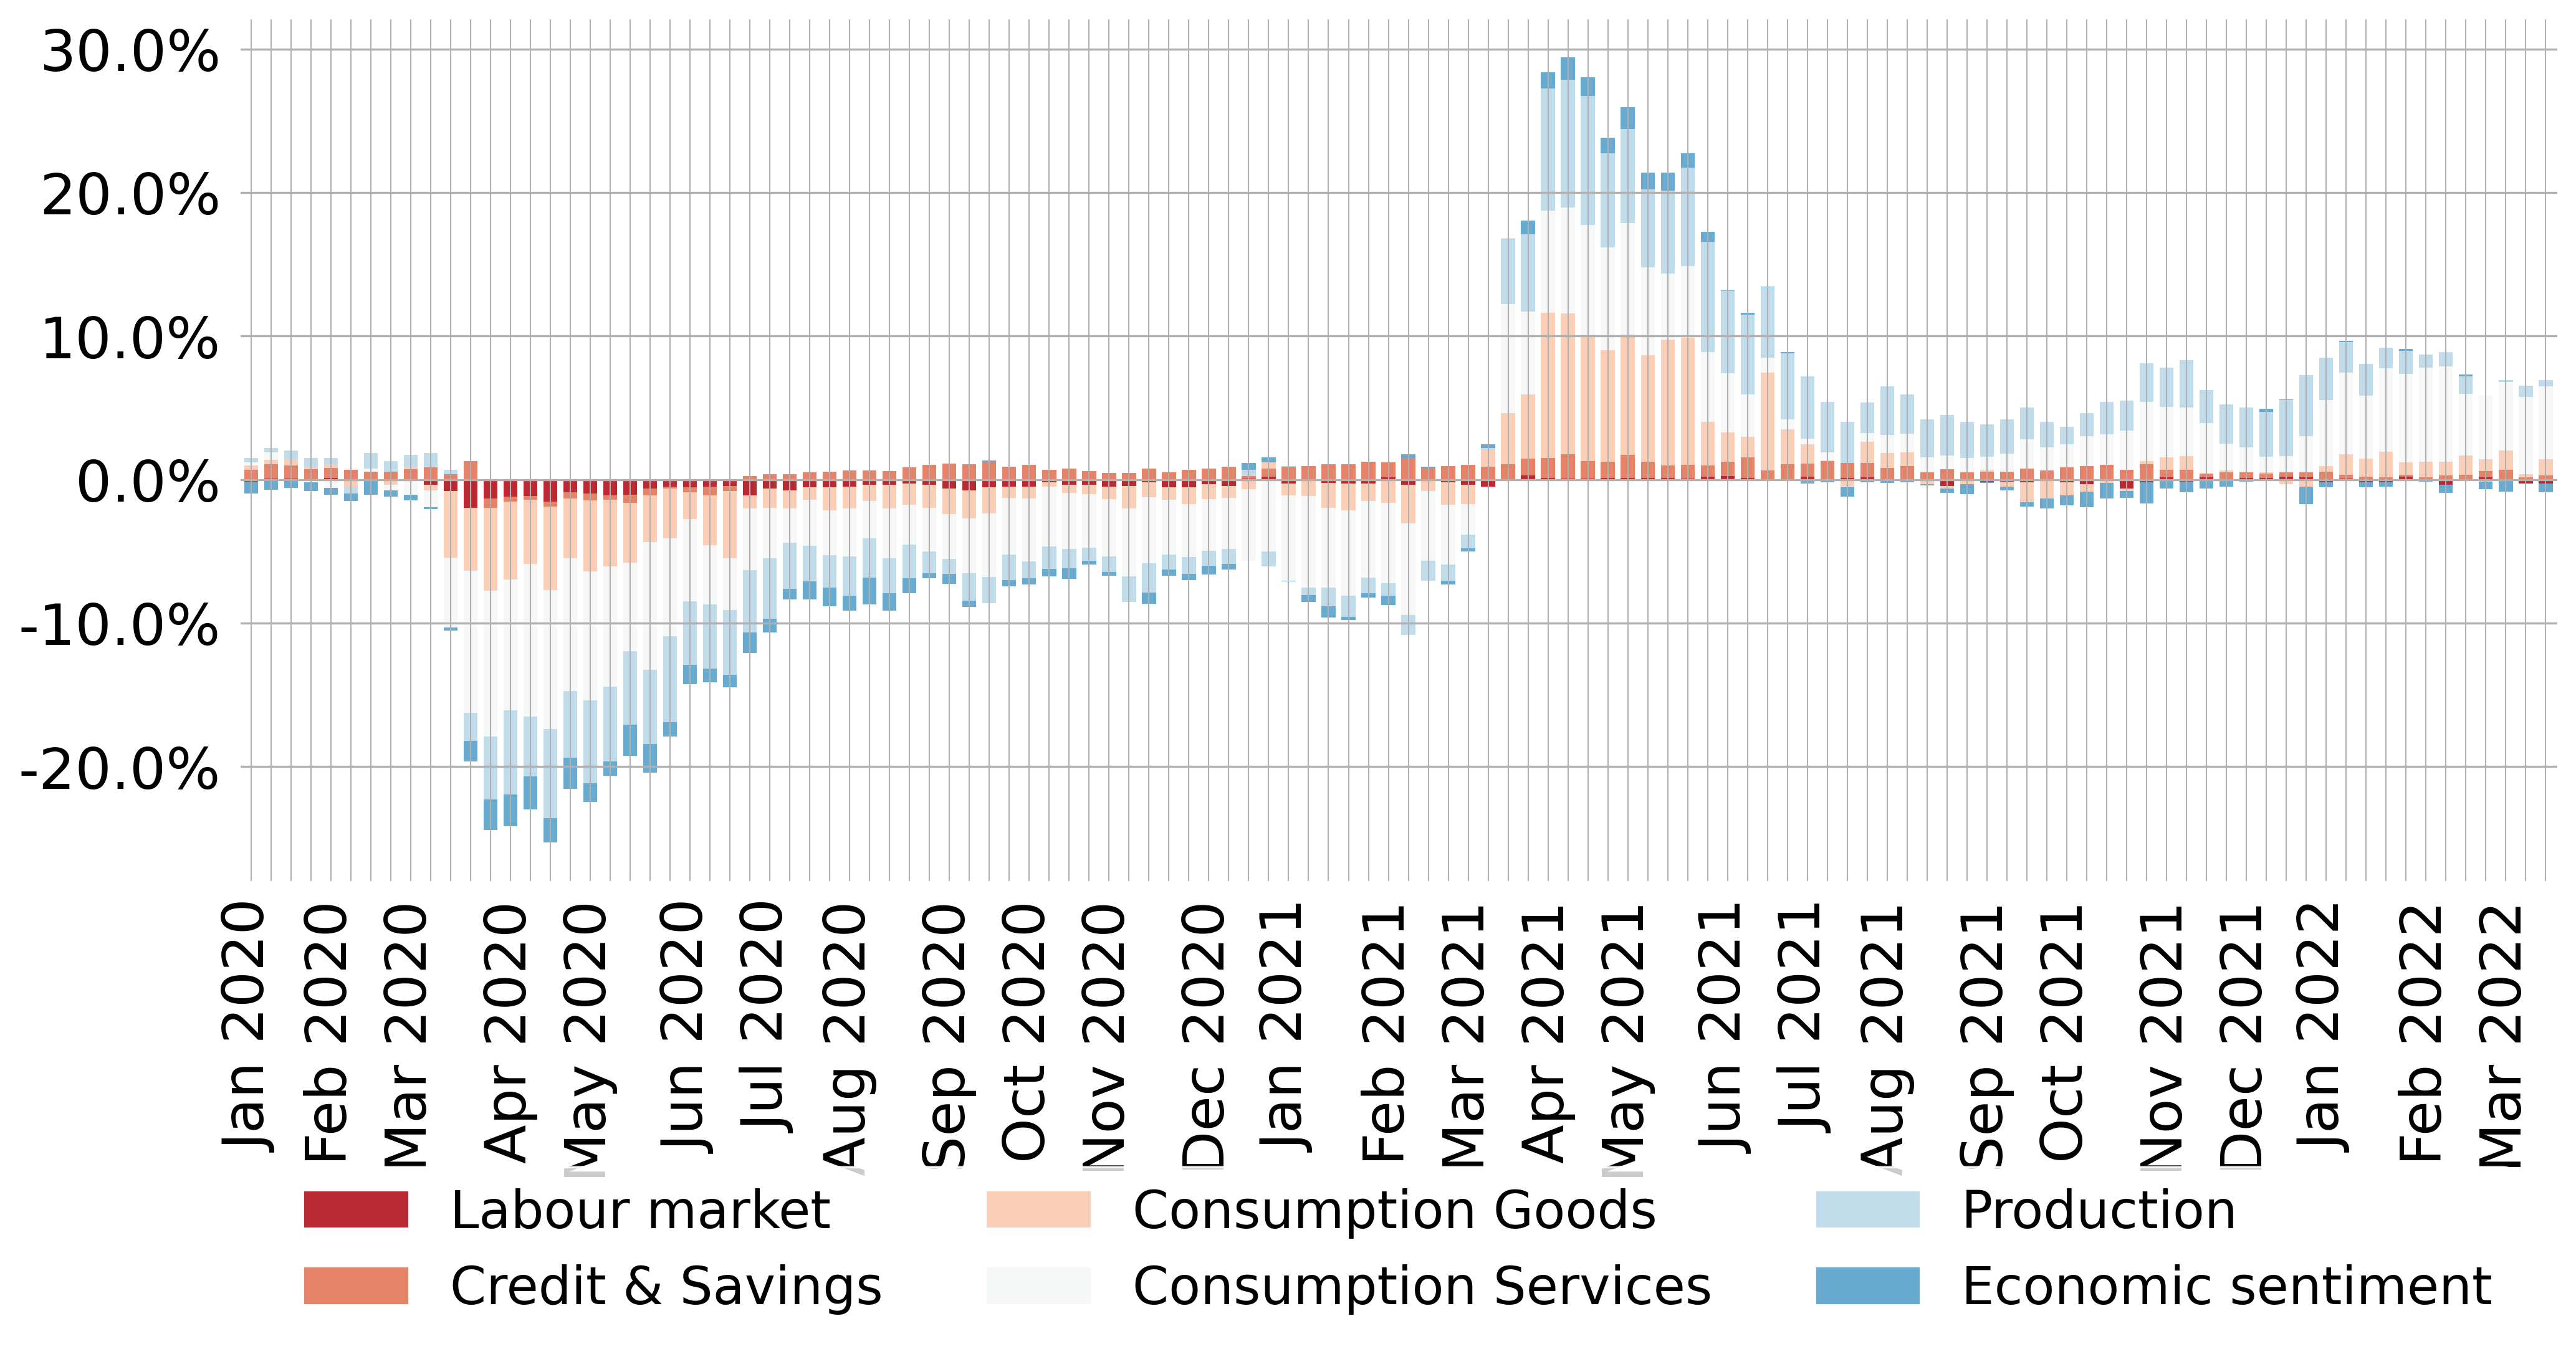 30.0%
20.0%
10.0%
0.0%
-10.0%
-20.0%
Jan 2020
Feb 2020
Mar 2020
Apr 2020
May 2020
Jun 2020
Jul 2020
Aug 2020
Sep 2020
Oct 2020
Nov 2020
Dec 2020
Jan 2021
Feb 2021
Mar 2021
Apr 2021
May 2021
Jun 2021
Jul 2021
Aug 2021
Sep 2021
Oct 2021
Nov 2021
Dec 2021
Jan 2022
Feb 2022
Mar 2022
Labour market
Credit & Savings
Consumption Goods
Consumption Services
Production
Economic sentiment